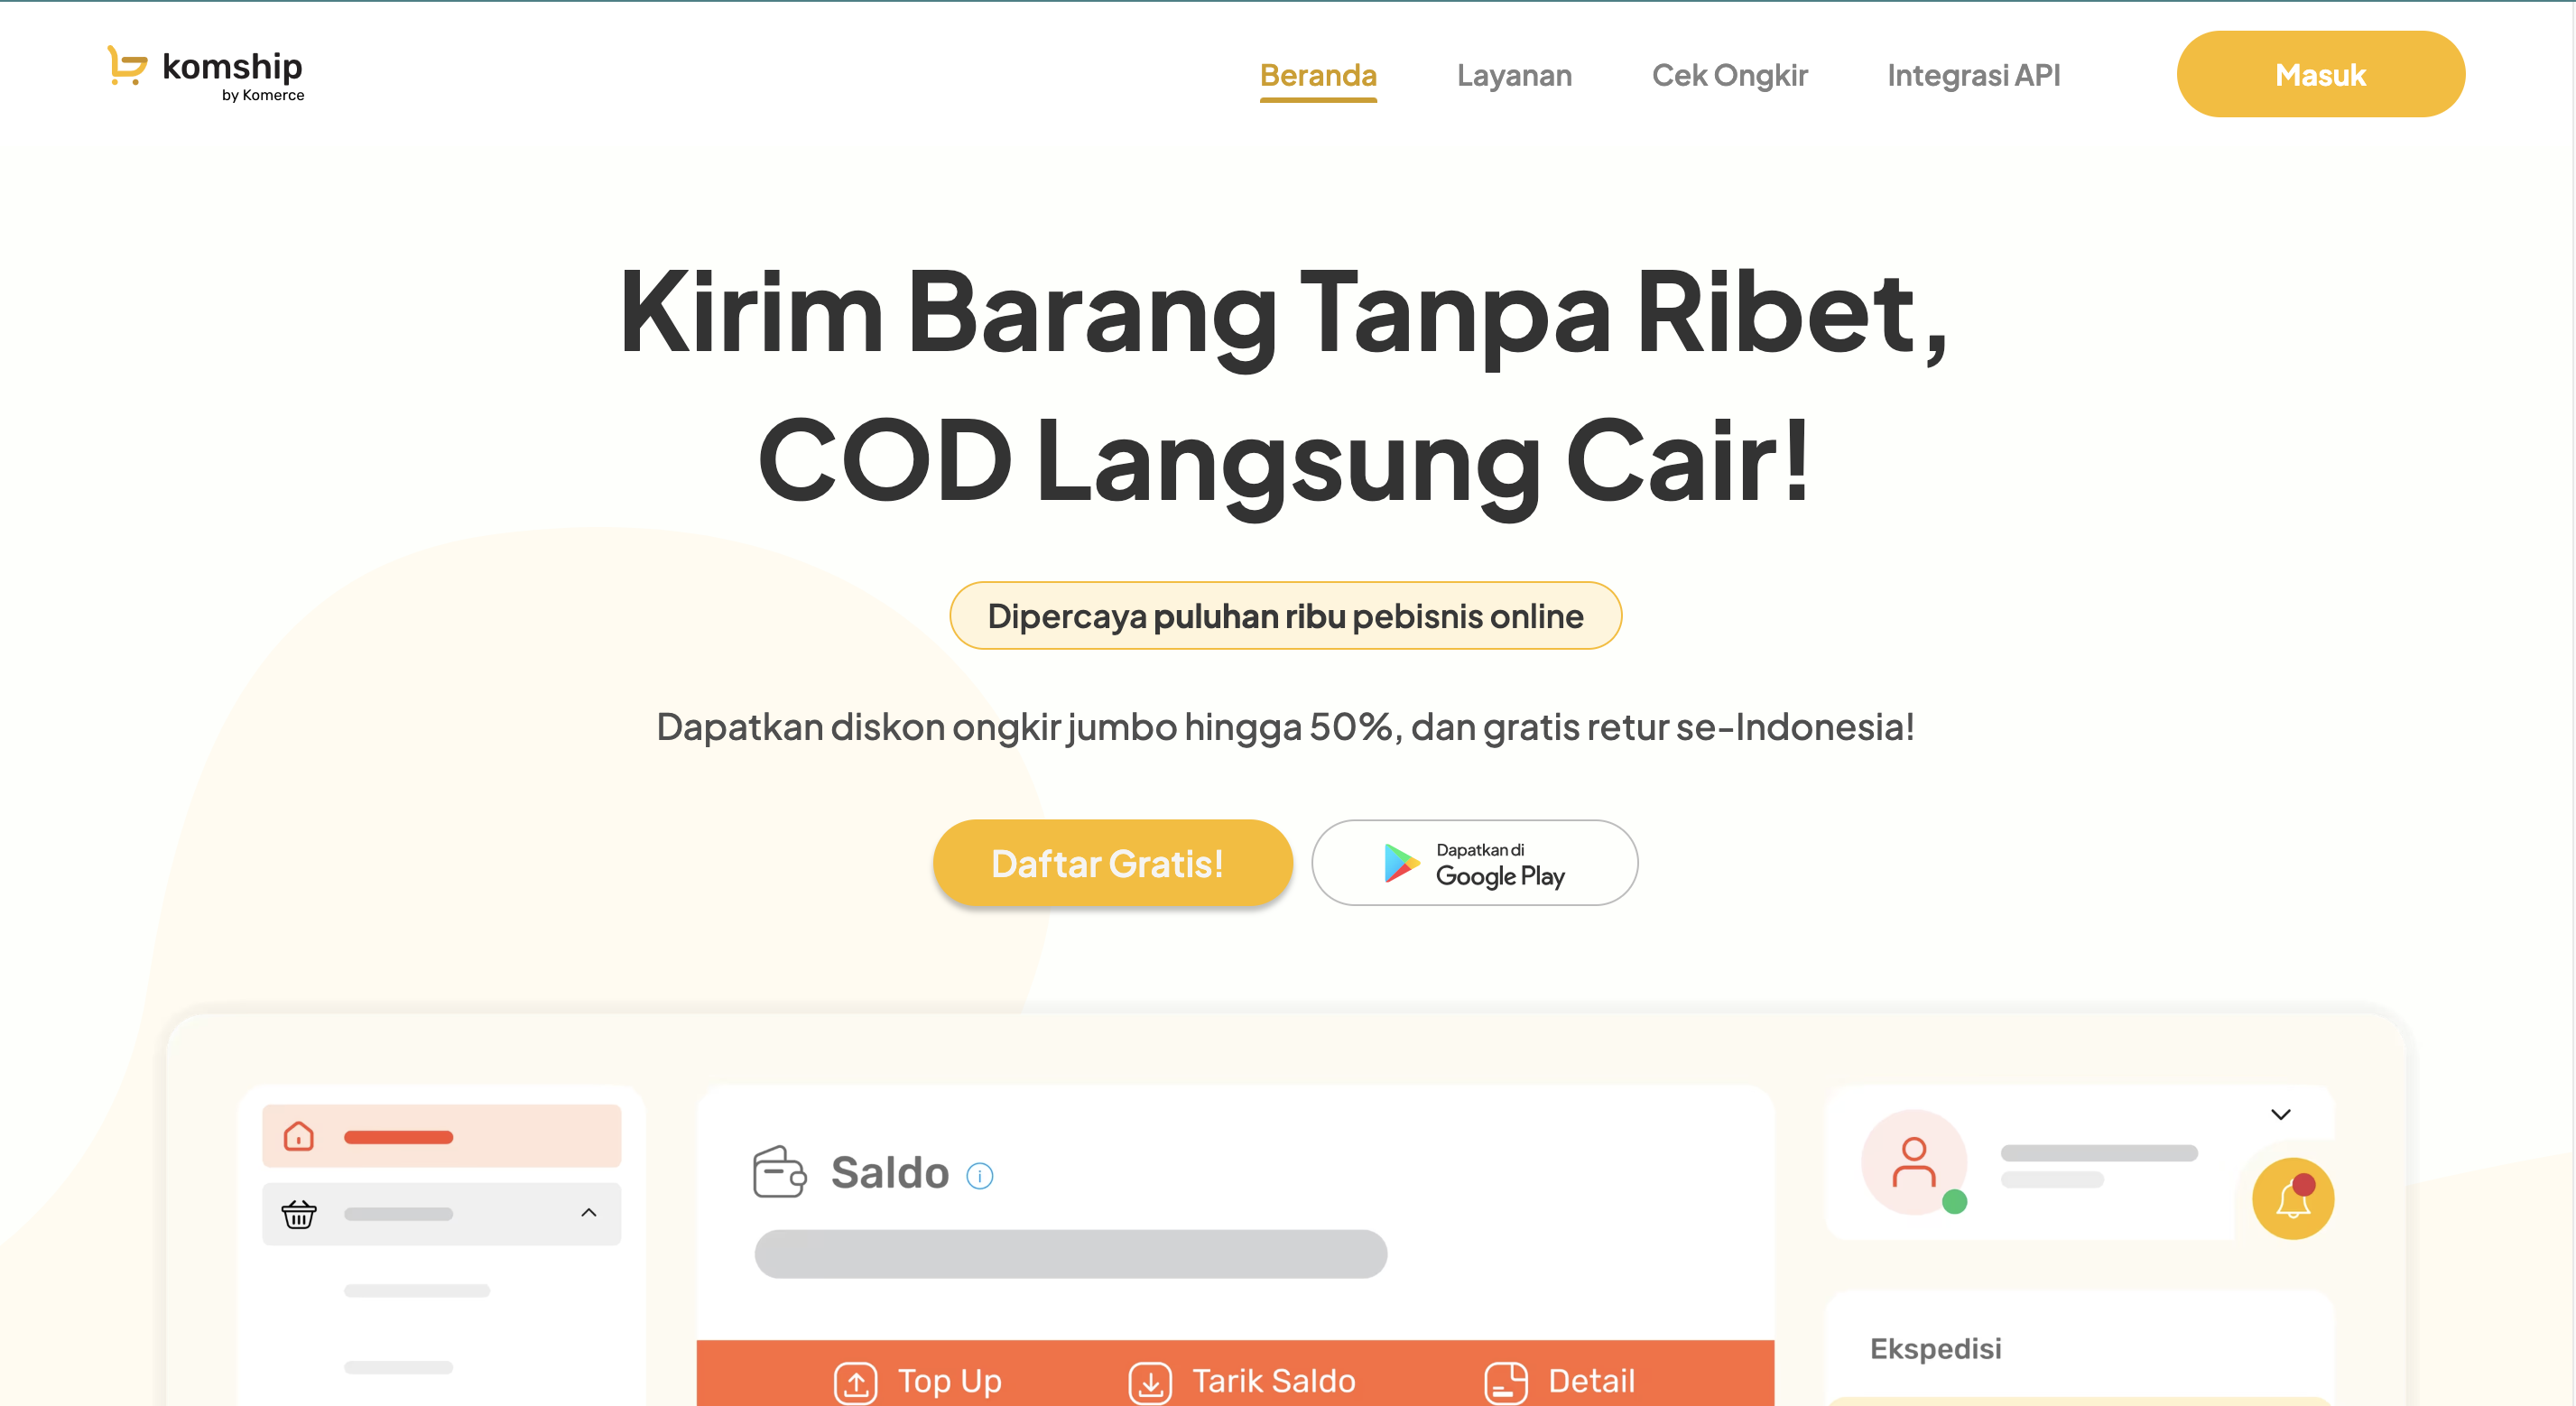 komship
by Komerce
Beranda
Layanan
Cek Ongkir
Integrasi API
Masuk
Kirim Barang Tanpa Ribet,
COD Langsung Cair!
Dipercaya puluhan ribu pebisnis online
Dapatkan diskon ongkir jumbo hingga 50%, dan gratis retur se-Indonesia!
Daftar Gratis!
Dapatkan di
Google Play
Saldo
Top Up
Tarik Saldo
Detail
Ekspedisi